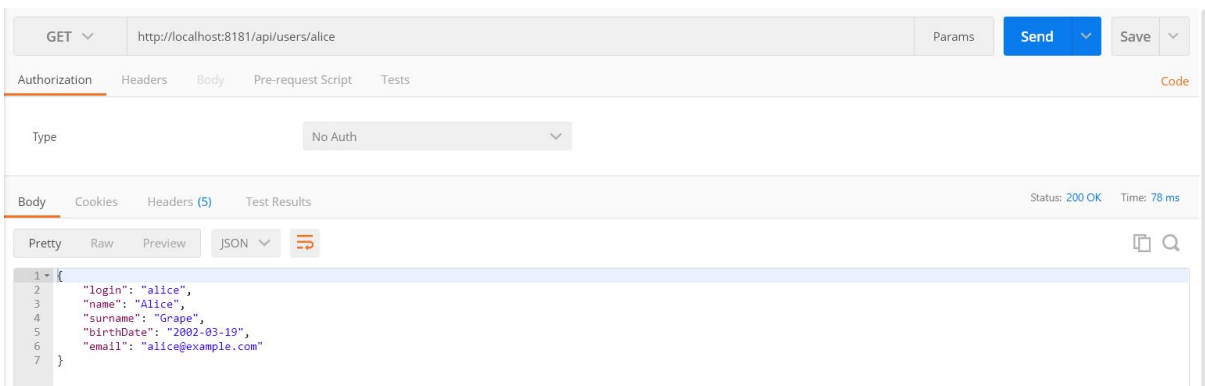 GET http://localhost:8181/api/users/alice Params Send Save
Authorization Headers Body Pre-request Script Tests Code
Type No Auth
Body Cookies Headers (5) Test Results Status: 200 OK Time: 78 ms
Pretty Raw Preview JSON
1 {
2 "login": "alice",
3 "name": "Alice",
4 "surname": "Grape",
5 "birthDate": "2002-03-19",
6 "email": "alice@example.com"
7 }